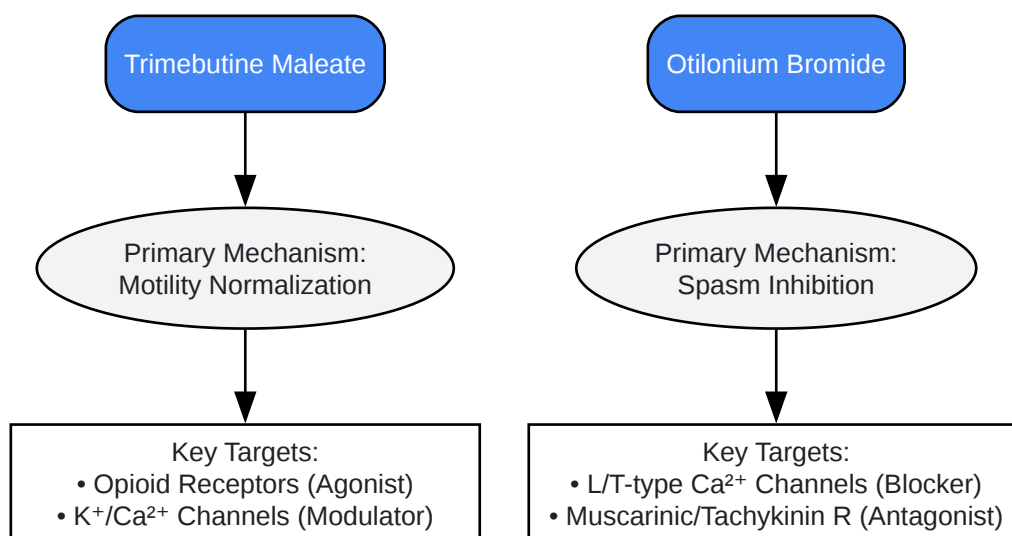 Trimebutine Maleate
Primary Mechanism:
Motility Normalization
Key Targets:
• Opioid Receptors (Agonist)
• K⁺/Ca²⁺ Channels (Modulator)
Otilonium Bromide
Primary Mechanism:
Spasm Inhibition
Key Targets:
• L/T-type Ca²⁺ Channels (Blocker)
• Muscarinic/Tachykinin R (Antagonist)